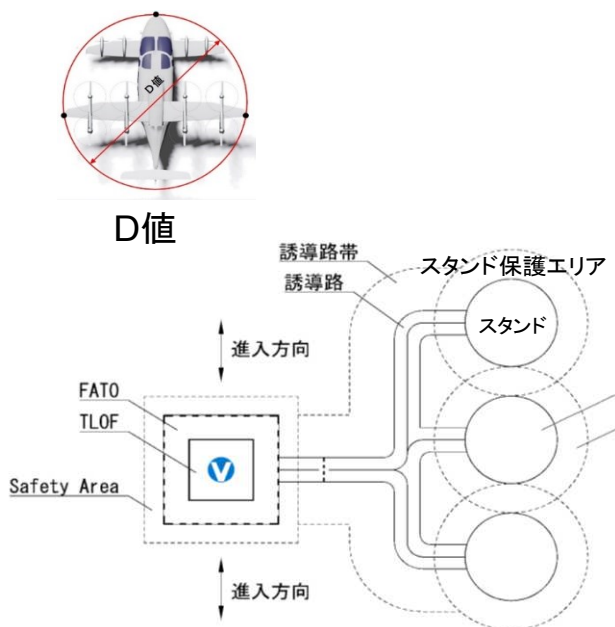 D値
D値
誘導路帯
誘導路
スタンド保護エリア
スタンド
進入方向
FATO
TLOF
V
Safety Area
進入方向